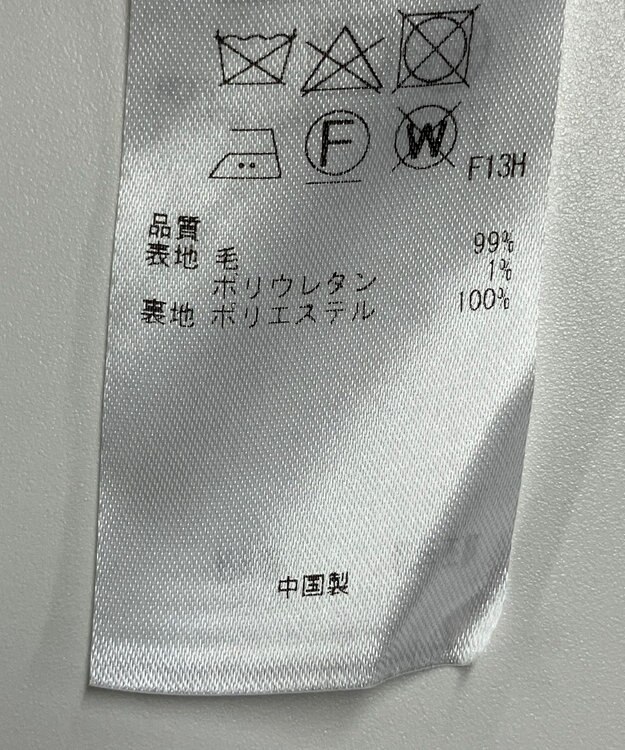 F W F13H
品質
表地 毛 99%
ポリウレタン 1%
裏地 ポリエステル 100%
中国製